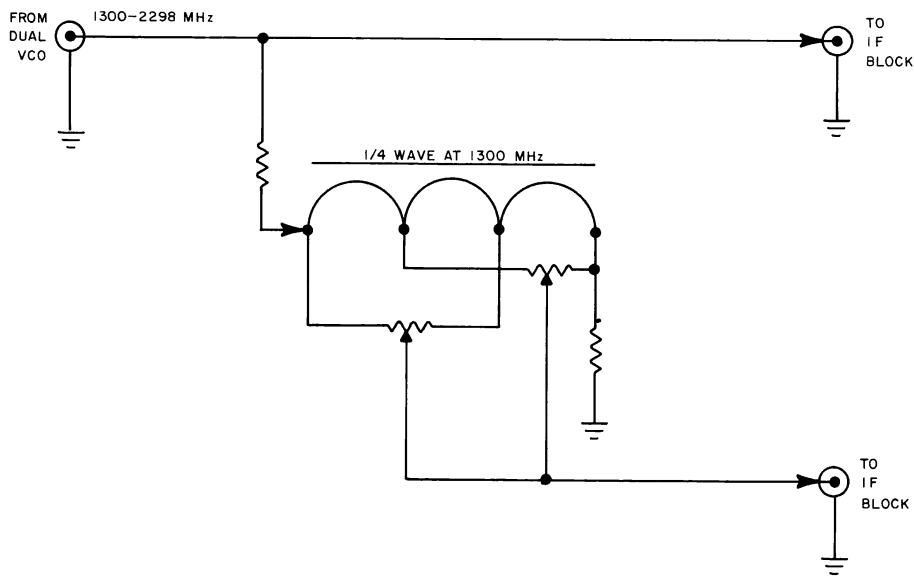 FROM
DUAL
VCO
1300-2298 MHz
TO
IF
BLOCK
1/4 WAVE AT 1300 MHz
TO
IF
BLOCK